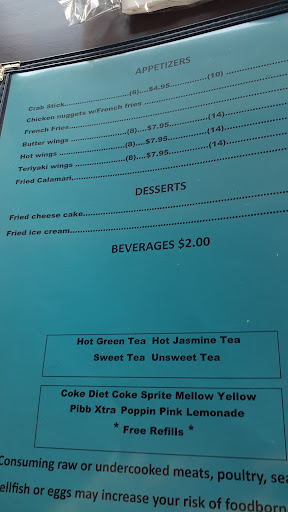 APPETIZERS
Crab Stick..................(6)....$4.95..............(10) ..............
Chicken nuggets w/French fries ..............
French Fries..............
Butter wings ..............(8)....$7.95..............(14)..............
Hot wings ..............(8)....$7.95..............(14)..............
Teriyaki wings ..............(8)....$7.95..............(14)..............
Fried Calamari..............
DESSERTS
Fried cheese cake..............
Fried ice cream..............
BEVERAGES $2.00
Hot Green Tea Hot Jasmine Tea
Sweet Tea Unsweet Tea
Coke Diet Coke Sprite Mellow Yellow
Pibb Xtra Poppin Pink Lemonade
* Free Refills *
Consuming raw or undercooked meats, poultry, sea
ellfish or eggs may increase your risk of foodborn